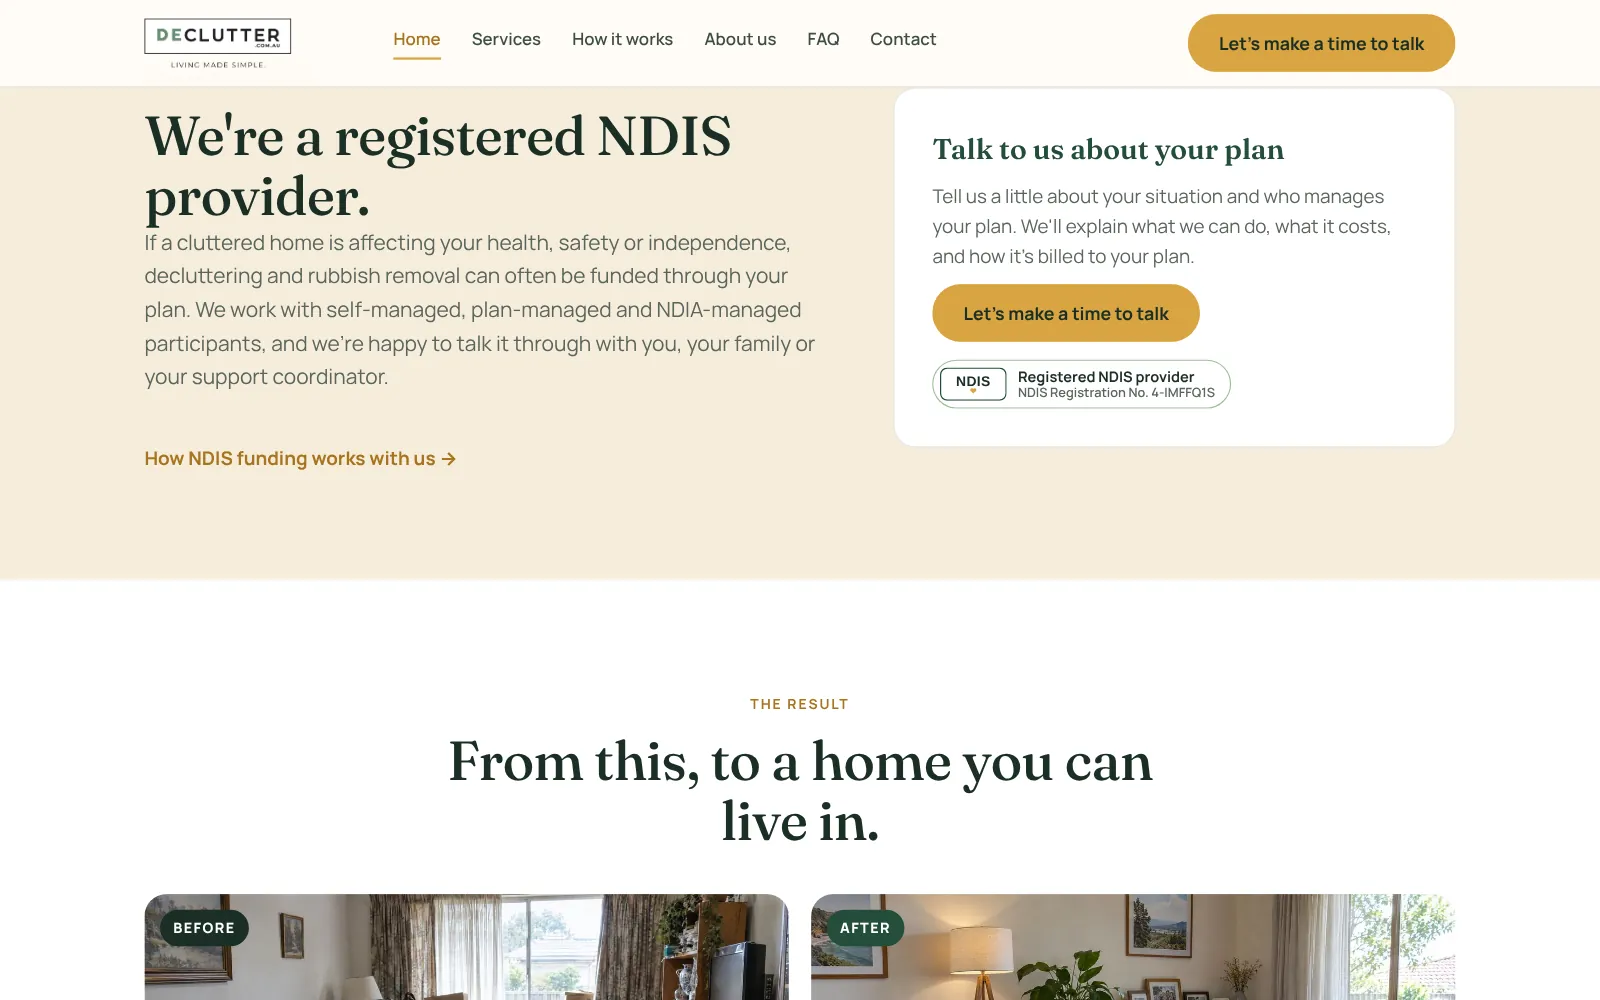 DECLUTTER
.COM.AU
LIVING MADE SIMPLE.
Home
Services
How it works
About us
FAQ
Contact
Let's make a time to talk
We're a registered NDIS
provider.
If a cluttered home is affecting your health, safety or independence,
decluttering and rubbish removal can often be funded through your
plan. We work with self-managed, plan-managed and NDIA-managed
participants, and we're happy to talk it through with you, your family or
your support coordinator.
How NDIS funding works with us →
Talk to us about your plan
Tell us a little about your situation and who manages
your plan. We'll explain what we can do, what it costs,
and how it's billed to your plan.
Let's make a time to talk
NDIS
Registered NDIS provider
NDIS Registration No. 4-IMFFQ1S
THE RESULT
From this, to a home you can
live in.
BEFORE
AFTER